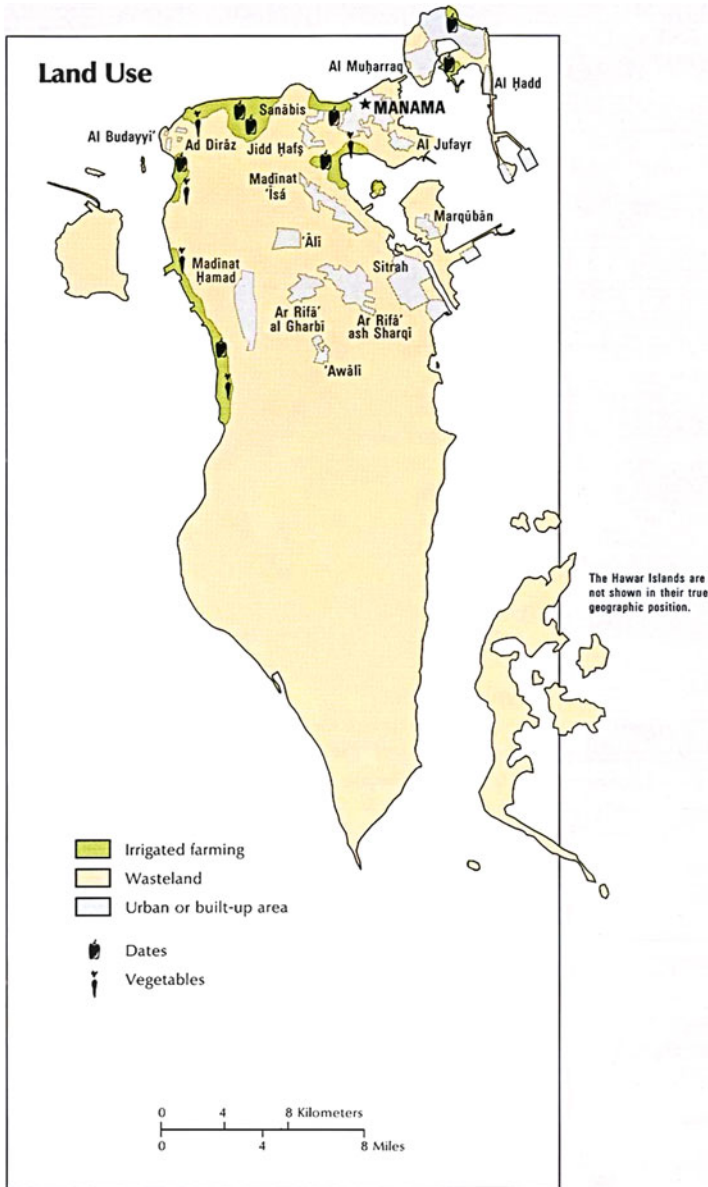 Land Use
Al Muḥarraq
Al Ḥadd
Sanābis
★ MANAMA
Al Budayyi‘
Ad Dirāz
Jidd Ḥafṣ
Al Jufayr
Madīnat
‘Īsá
Marqūbān
‘Ālī
Madīnat
Ḥamad
Sitrah
Ar Rifā‘
al Gharbī
Ar Rifā‘
ash Sharqī
‘Awālī
The Hawar Islands are
not shown in their true
geographic position.
Irrigated farming
Wasteland
Urban or built-up area
Dates
Vegetables
0 4 8 Kilometers
0 4 8 Miles